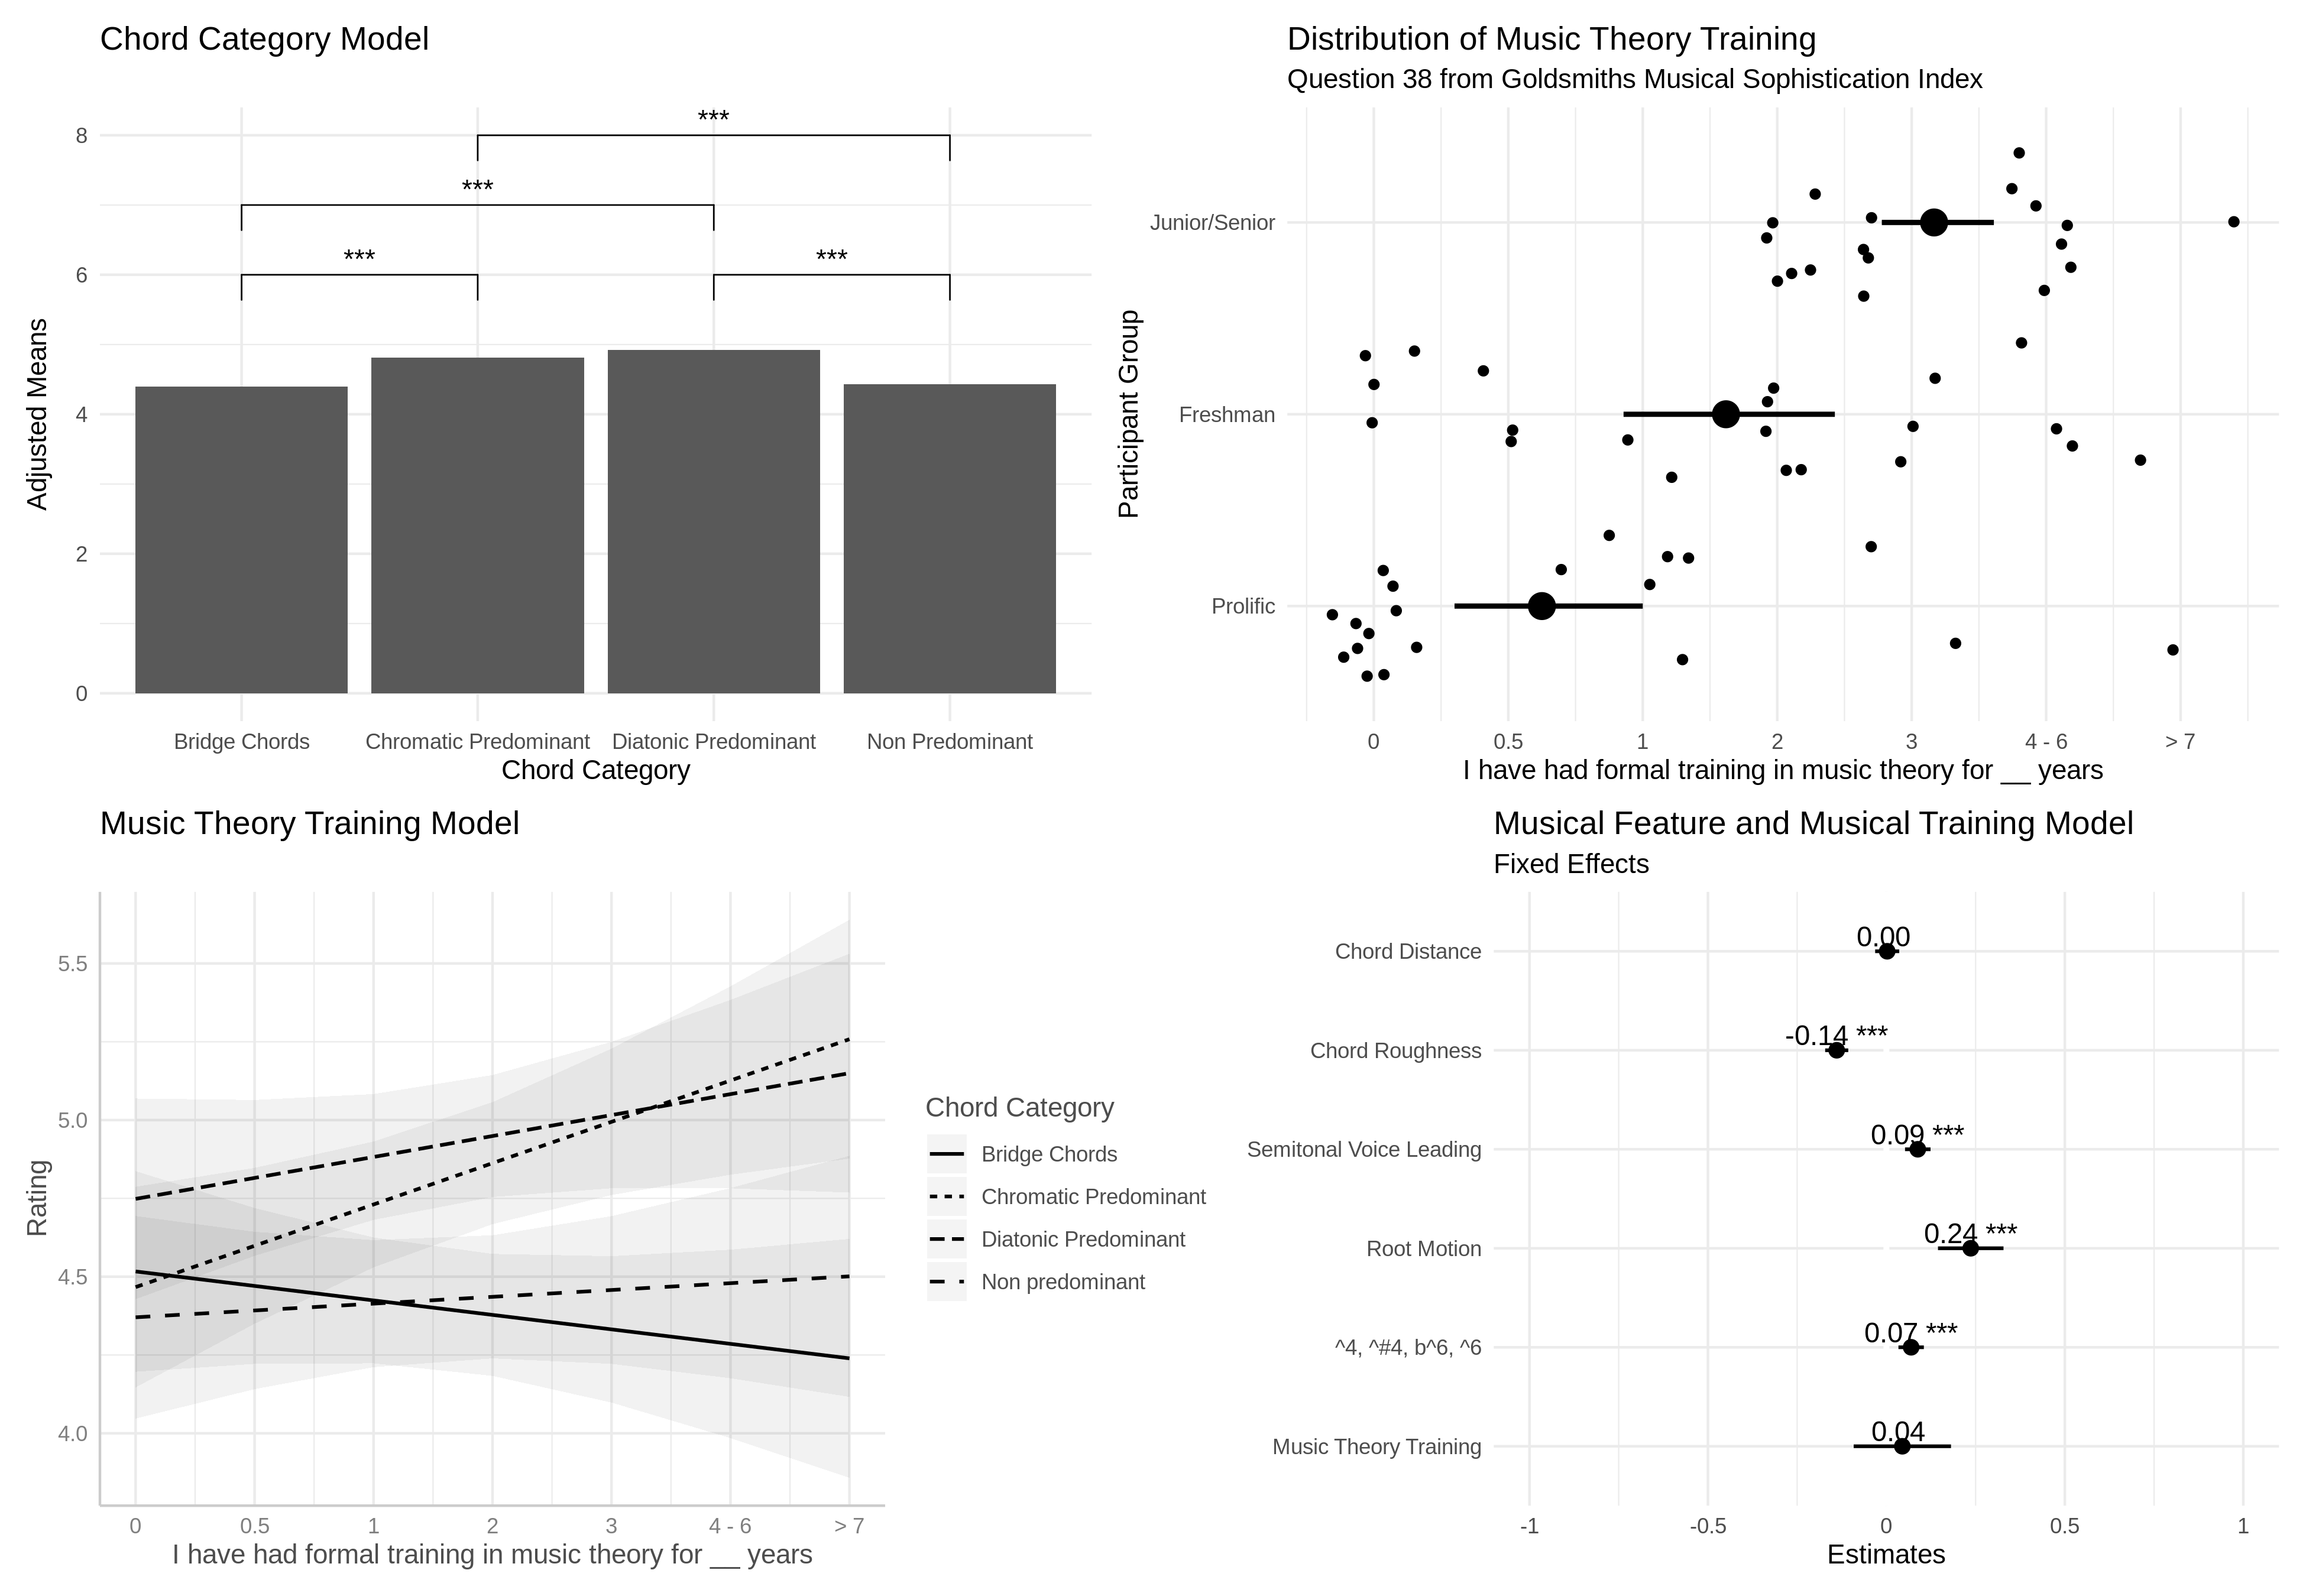 Chord Category Model
Adjusted Means
8
6
4
2
0
***
***
***
***
Bridge Chords
Chromatic Predominant
Diatonic Predominant
Non Predominant
Chord Category
Distribution of Music Theory Training
Question 38 from Goldsmiths Musical Sophistication Index
Participant Group
Junior/Senior
Freshman
Prolific
0
0.5
1
2
3
4 - 6
> 7
I have had formal training in music theory for __ years
Music Theory Training Model
Rating
5.5
5.0
4.5
4.0
0
0.5
1
2
3
4 - 6
> 7
I have had formal training in music theory for __ years
Chord Category
Bridge Chords
Chromatic Predominant
Diatonic Predominant
Non predominant
Musical Feature and Musical Training Model
Fixed Effects
Chord Distance
0.00
Chord Roughness
-0.14 ***
Semitonal Voice Leading
0.09 ***
Root Motion
0.24 ***
^4, ^#4, b^6, ^6
0.07 ***
Music Theory Training
0.04
-1
-0.5
0
0.5
1
Estimates